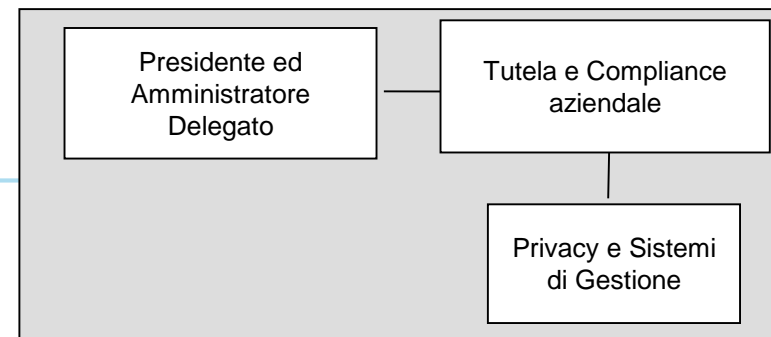 Presidente ed
Amministratore
Delegato
Tutela e Compliance
aziendale
Privacy e Sistemi
di Gestione